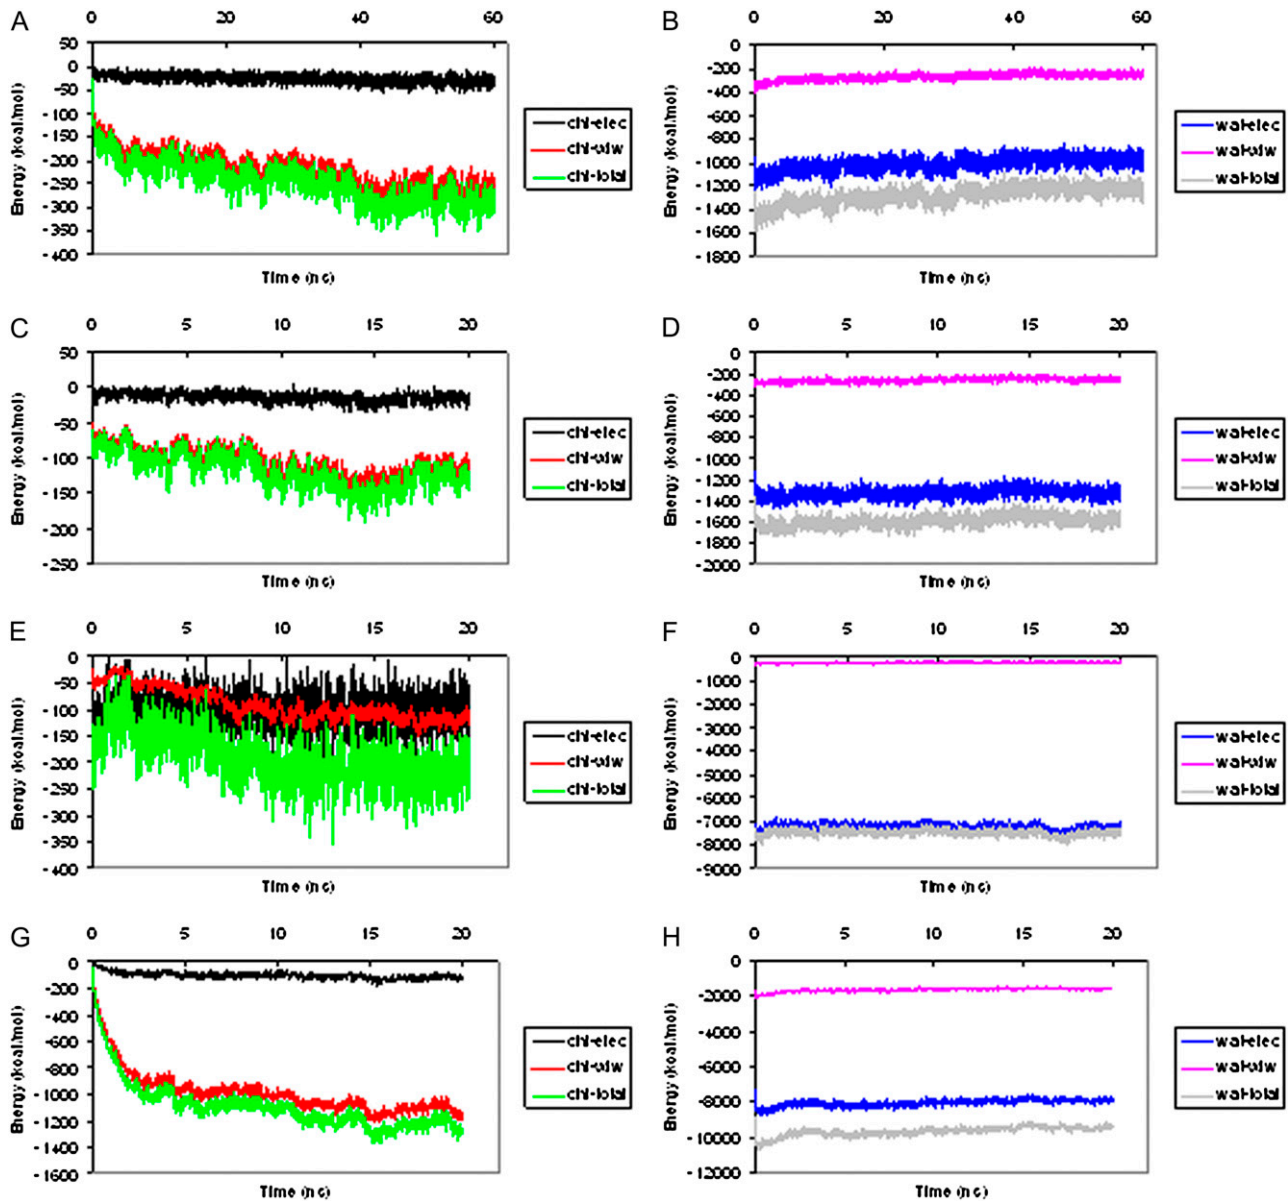 A
0 20 40 60
50
0
-50
-100
-150
-200
-250
-300
-350
-400
Energy (kcal/mol)
Time (ns)
chl-elec
chl-vdw
chl-total
B
0 20 40 60
0
-200
-400
-600
-800
-1000
-1200
-1400
-1600
-1800
Energy (kcal/mol)
Time (ns)
wat-elec
wat-vdw
wat-total
C
0 5 10 15 20
50
0
-50
-100
-150
-200
-250
Energy (kcal/mol)
Time (ns)
chl-elec
chl-vdw
chl-total
D
0 5 10 15 20
0
-200
-400
-600
-800
-1000
-1200
-1400
-1600
-1800
-2000
Energy (kcal/mol)
Time (ns)
wat-elec
wat-vdw
wat-total
E
0 5 10 15 20
0
-50
-100
-150
-200
-250
-300
-350
-400
Energy (kcal/mol)
Time (ns)
chl-elec
chl-vdw
chl-total
F
0 5 10 15 20
0
-1000
-2000
-3000
-4000
-5000
-6000
-7000
-8000
-9000
Energy (kcal/mol)
Time (ns)
wat-elec
wat-vdw
wat-total
G
0 5 10 15 20
0
-200
-400
-600
-800
-1000
-1200
-1400
-1600
Energy (kcal/mol)
Time (ns)
chl-elec
chl-vdw
chl-total
H
0 5 10 15 20
0
-2000
-4000
-6000
-8000
-10000
-12000
Energy (kcal/mol)
Time (ns)
wat-elec
wat-vdw
wat-total